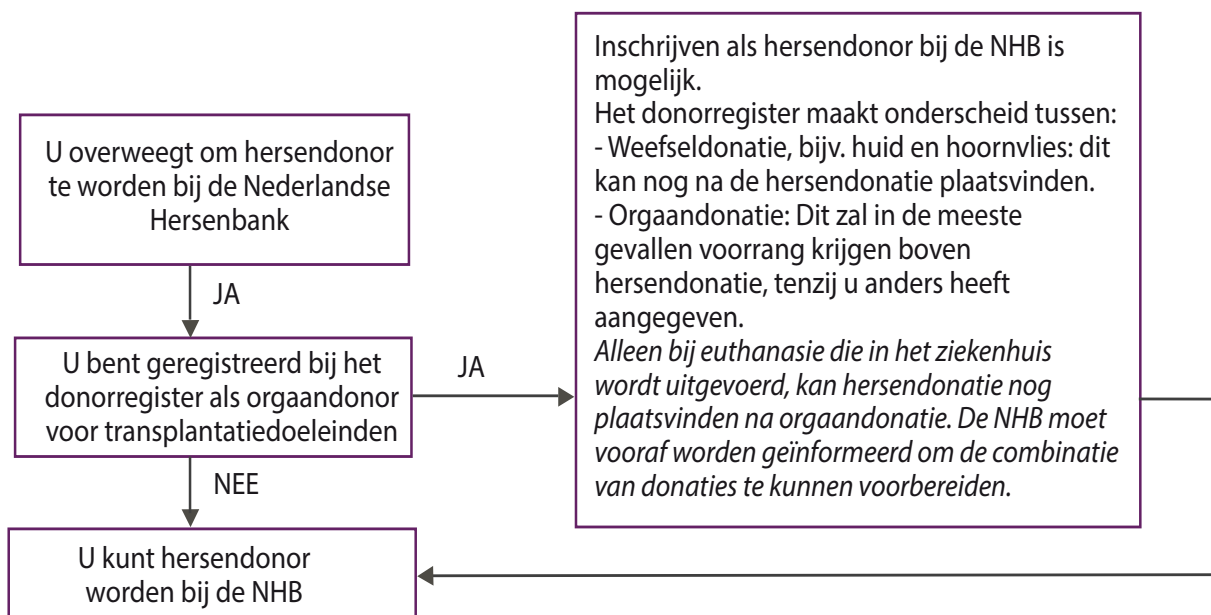 U overweegt om hersendonor
te worden bij de Nederlandse
Hersenbank
JA
U bent geregistreerd bij het
donorregister als orgaandonor
voor transplantatiedoeleinden
JA
NEE
Inschrijven als hersendonor bij de NHB is
mogelijk.
Het donorregister maakt onderscheid tussen:
- Weefseldonatie, bijv. huid en hoornvlies: dit
kan nog na de hersendonatie plaatsvinden.
- Orgaandonatie: Dit zal in de meeste
gevallen voorrang krijgen boven
hersendonatie, tenzij u anders heeft
aangegeven.
Alleen bij euthanasie die in het ziekenhuis
wordt uitgevoerd, kan hersendonatie nog
plaatsvinden na orgaandonatie. De NHB moet
vooraf worden geïnformeerd om de combinatie
van donaties te kunnen voorbereiden.
U kunt hersendonor
worden bij de NHB